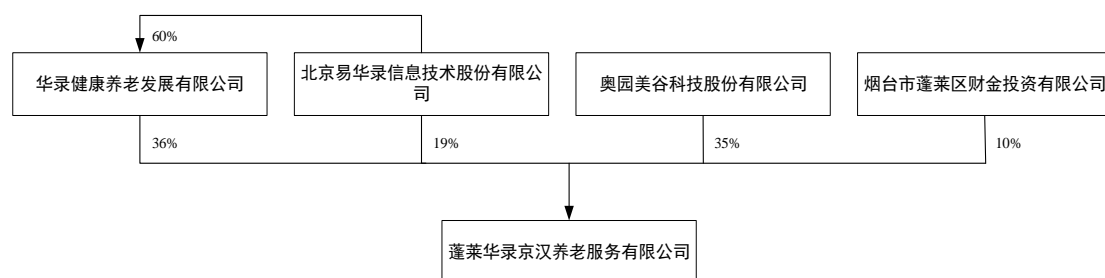 60%
华录健康养老发展有限公司
北京易华录信息技术股份有限公
司
奥园美谷科技股份有限公司
烟台市蓬莱区财金投资有限公司
36%
19%
35%
10%
蓬莱华录京汉养老服务有限公司